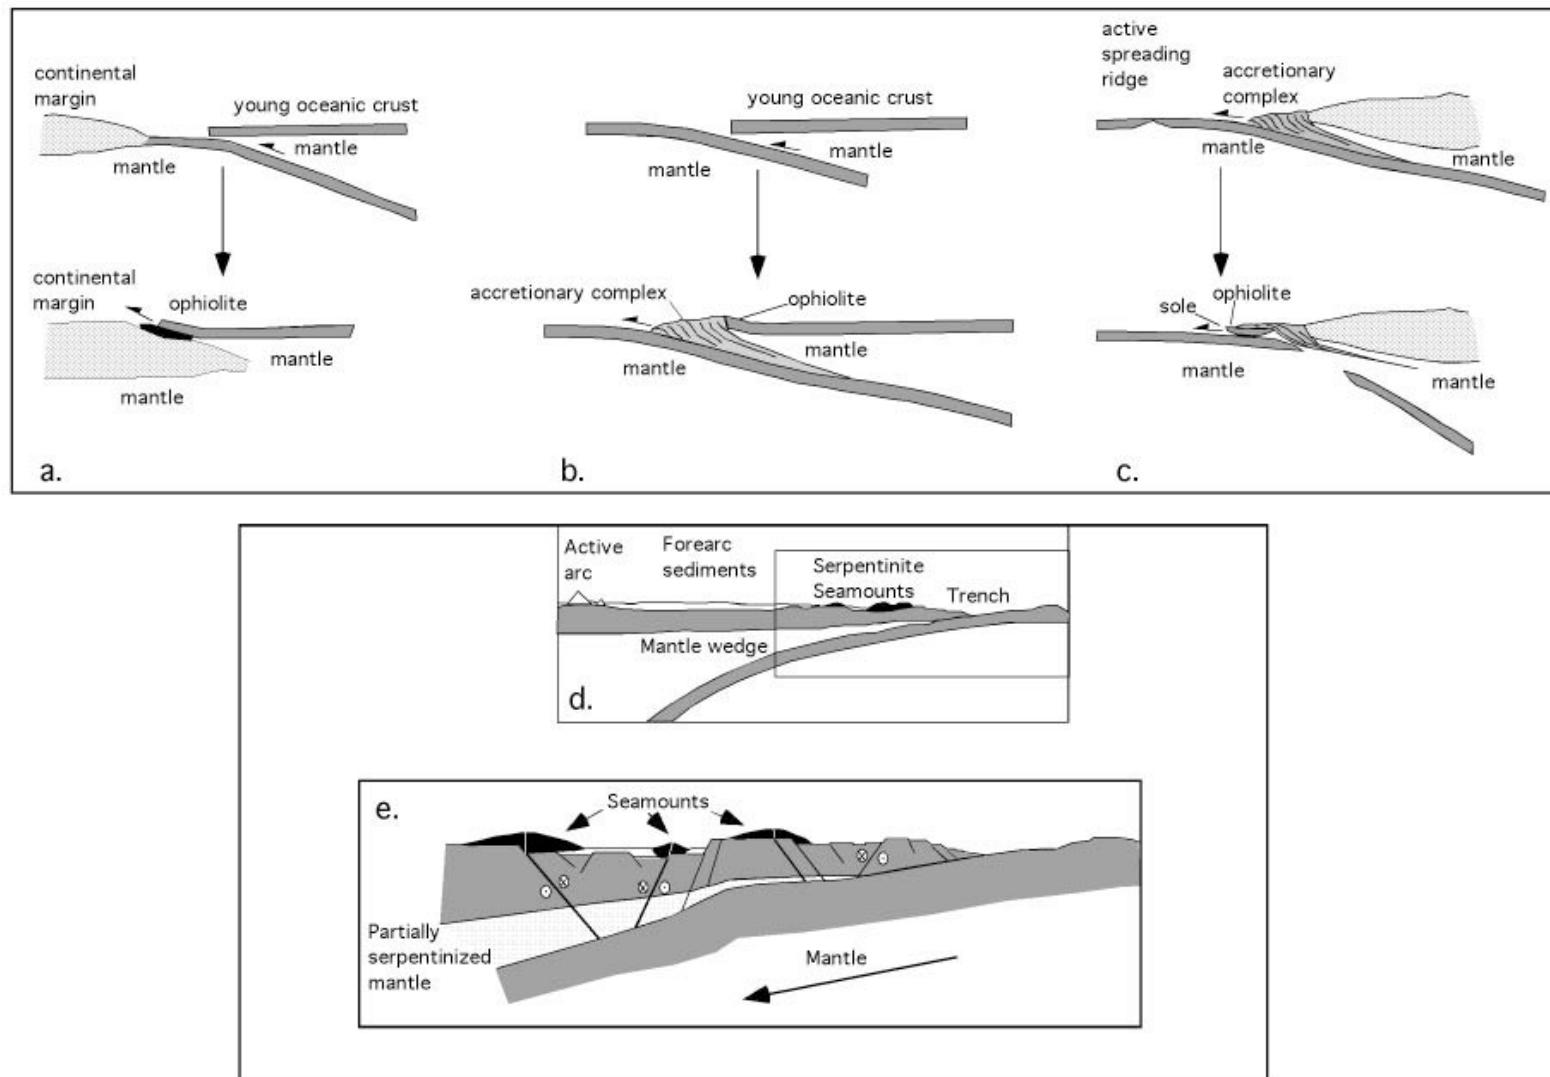 continental
margin
young oceanic crust
mantle
mantle
continental
margin
ophiolite
mantle
mantle
a.
young oceanic crust
mantle
mantle
accretionary complex
ophiolite
mantle
mantle
b.
active
spreading
ridge
accretionary
complex
mantle
mantle
sole
ophiolite
mantle
mantle
c.
Active
arc
Forearc
sediments
Serpentinite
Seamounts
Trench
Mantle wedge
d.
e.
Seamounts
Partially
serpentinized
mantle
Mantle